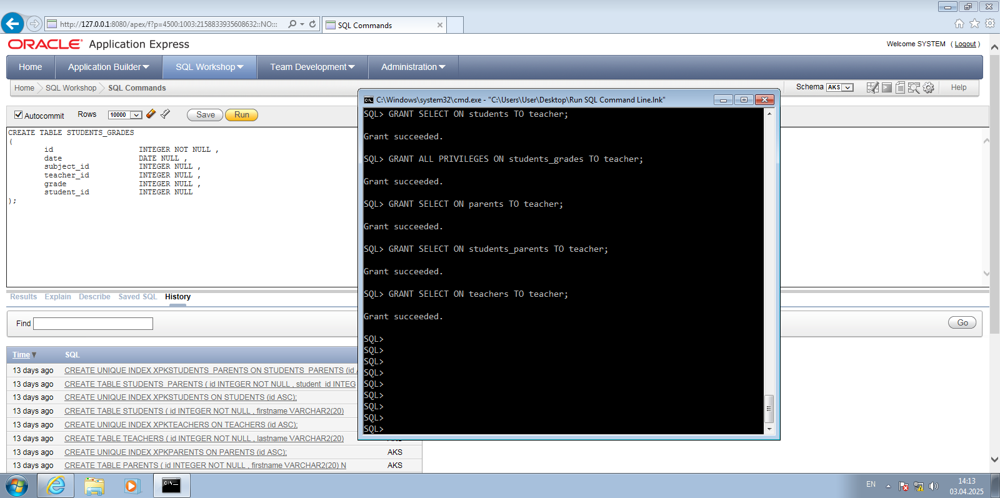 http://127.0.0.1:8080/apex/f?p=4500:1003:2158833935608632::NO:::
SQL Commands
ORACLE Application Express
Welcome SYSTEM ( Logout )
Home
Application Builder
SQL Workshop
Team Development
Administration
Home
SQL Workshop
SQL Commands
Schema AKS
Help
Autocommit
Rows 10000
Save
Run
CREATE TABLE STUDENTS_GRADES
(
id INTEGER NOT NULL ,
date DATE NULL ,
subject_id INTEGER NULL ,
teacher_id INTEGER NULL ,
grade INTEGER NULL ,
student_id INTEGER NULL
);
Results Explain Describe Saved SQL History
Find
Go
Time SQL
13 days ago CREATE UNIQUE INDEX XPKSTUDENTS_PARENTS ON STUDENTS_PARENTS (id
13 days ago CREATE TABLE STUDENTS_PARENTS ( id INTEGER NOT NULL , student_id INTEG
13 days ago CREATE UNIQUE INDEX XPKSTUDENTS ON STUDENTS (id ASC);
13 days ago CREATE TABLE STUDENTS ( id INTEGER NOT NULL , firstname VARCHAR2(20)
13 days ago CREATE UNIQUE INDEX XPKTEACHERS ON TEACHERS (id ASC);
13 days ago CREATE TABLE TEACHERS ( id INTEGER NOT NULL , lastname VARCHAR2(20)
13 days ago CREATE UNIQUE INDEX XPKPARENTS ON PARENTS (id ASC); AKS
13 days ago CREATE TABLE PARENTS ( id INTEGER NOT NULL , firstname VARCHAR2(20) N AKS
C:\Windows\system32\cmd.exe - "C:\Users\User\Desktop\Run SQL Command Line.lnk"
SQL> GRANT SELECT ON students TO teacher;
Grant succeeded.
SQL> GRANT ALL PRIVILEGES ON students_grades TO teacher;
Grant succeeded.
SQL> GRANT SELECT ON parents TO teacher;
Grant succeeded.
SQL> GRANT SELECT ON students_parents TO teacher;
Grant succeeded.
SQL> GRANT SELECT ON teachers TO teacher;
Grant succeeded.
SQL>
SQL>
SQL>
SQL>
SQL>
SQL>
SQL>
SQL>
SQL>
EN
14:13
03.04.2025